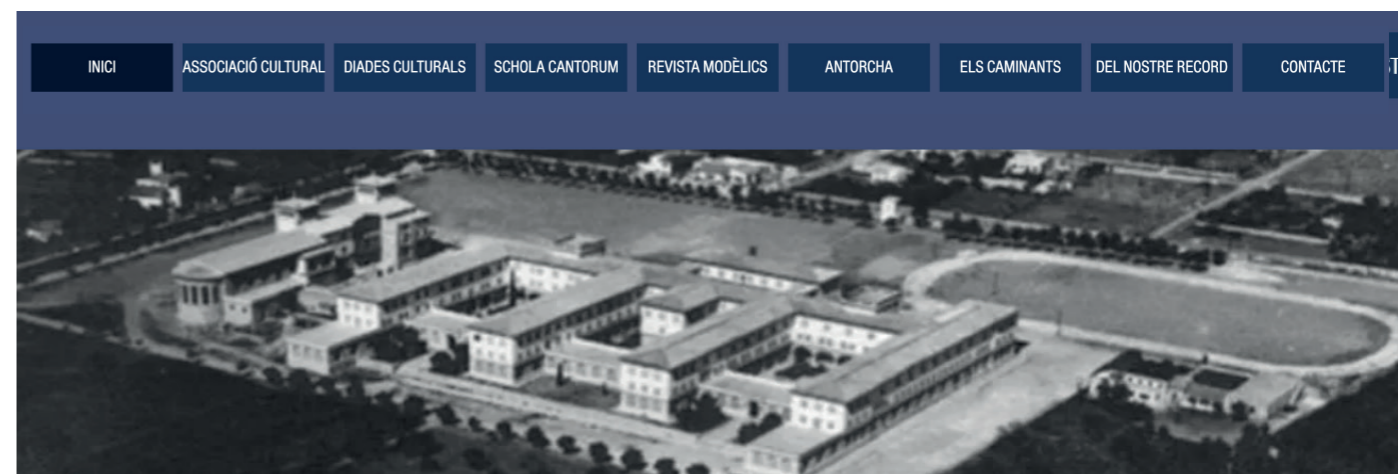 INICI
ASSOCIACIÓ CULTURAL
DIADES CULTURALS
SCHOLA CANTORUM
REVISTA MODÈLICS
ANTORCHA
ELS CAMINANTS
DEL NOSTRE RECORD
CONTACTE